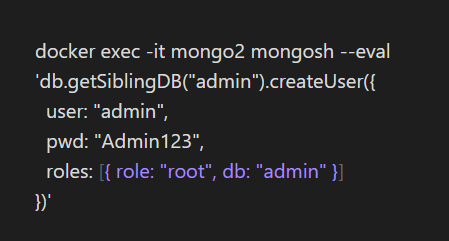 docker exec -it mongo2 mongosh --eval
'db.getSiblingDB("admin").createUser({
  user: "admin",
  pwd: "Admin123",
  roles: [{ role: "root", db: "admin" }]
})'